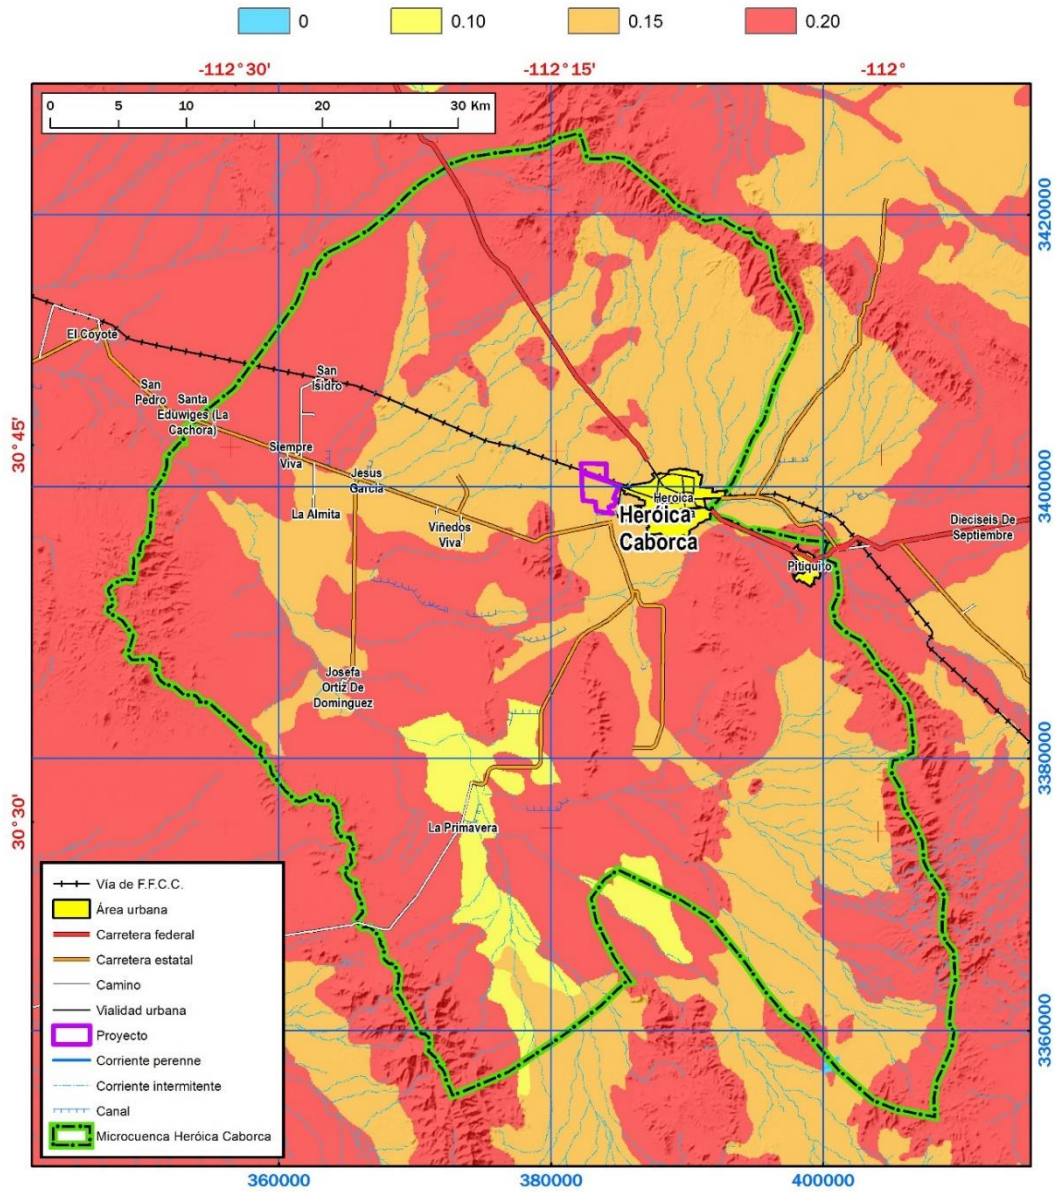 0 0.10 0.15 0.20
-112°30' -112°15' -112°
0 5 10 20 30 Km
3420000
El Coyote
San
Isidro
San
Pedro
Santa
Eduwiges (La
Cachora)
30°45'
Siempre
Viva
Jesus
García
La Almita
Viñedos
Viva
Heroica
Heróica
Caborca
3400000
Dieciseis De
Septiembre
Pitiquito
Josefa
Ortiz De
Dominguez
3380000
30°30'
La Primavera
Vía de F.F.C.C.
Área urbana
Carretera federal
Carretera estatal
Camino
Vialidad urbana
Proyecto
Corriente perenne
Corriente intermitente
Canal
Microcuenca Heróica Caborca
3360000
360000 380000 400000